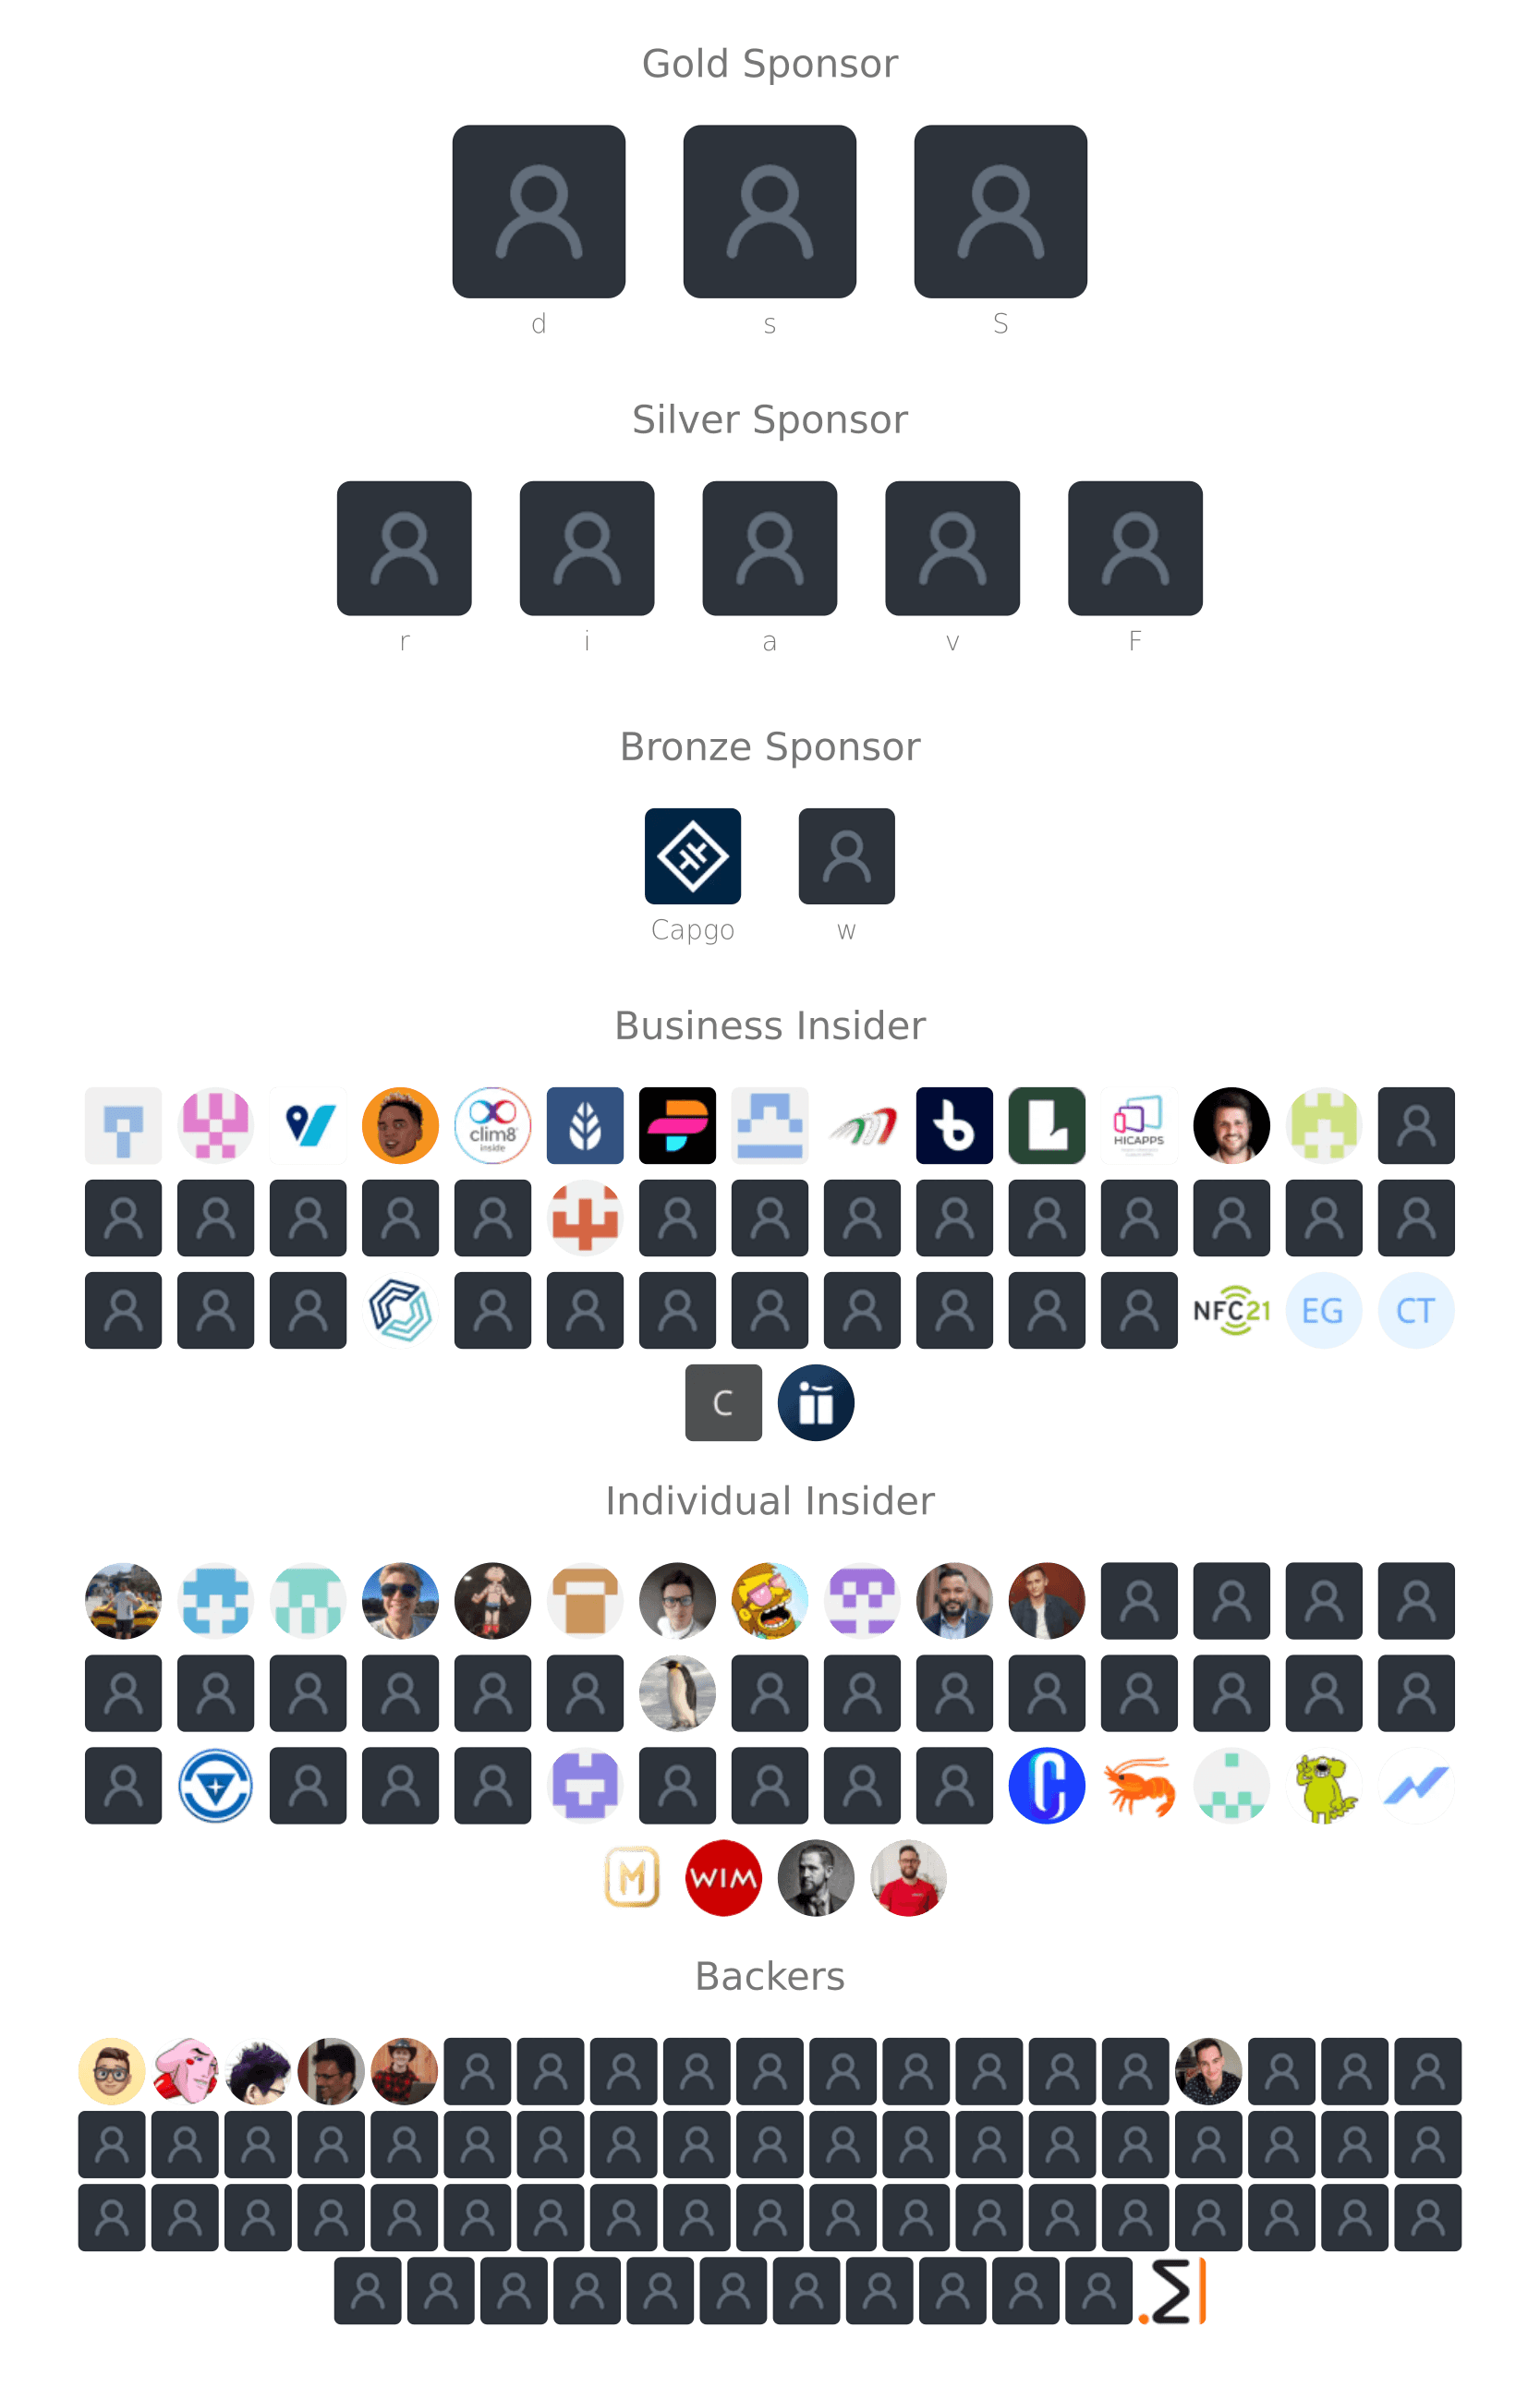 Gold Sponsor
d s S
Silver Sponsor
r i a v F
Bronze Sponsor
Capgo w
Business Insider
clim8
inside
HICAPPS
NFC21 EG CT
C
Individual Insider
M WIM
Backers